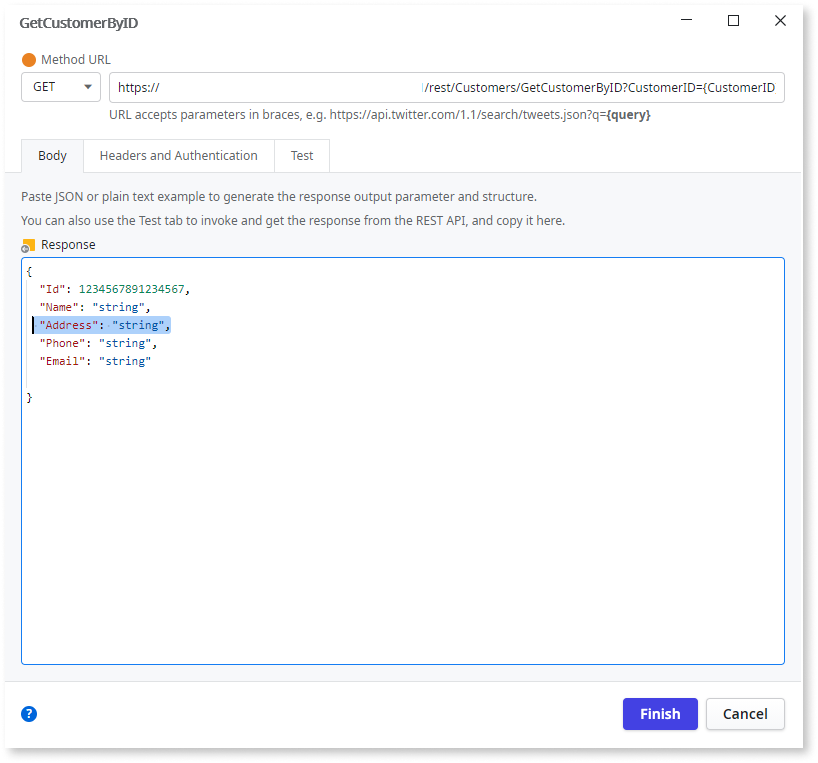 GetCustomerByID
Method URL
GET https:// /rest/Customers/GetCustomerByID?CustomerID={CustomerID
URL accepts parameters in braces, e.g. https://api.twitter.com/1.1/search/tweets.json?q={query}
Body Headers and Authentication Test
Paste JSON or plain text example to generate the response output parameter and structure.
You can also use the Test tab to invoke and get the response from the REST API, and copy it here.
Response
{
"Id": 1234567891234567,
"Name": "string",
"Address": "string",
"Phone": "string",
"Email": "string"
}
? Finish Cancel